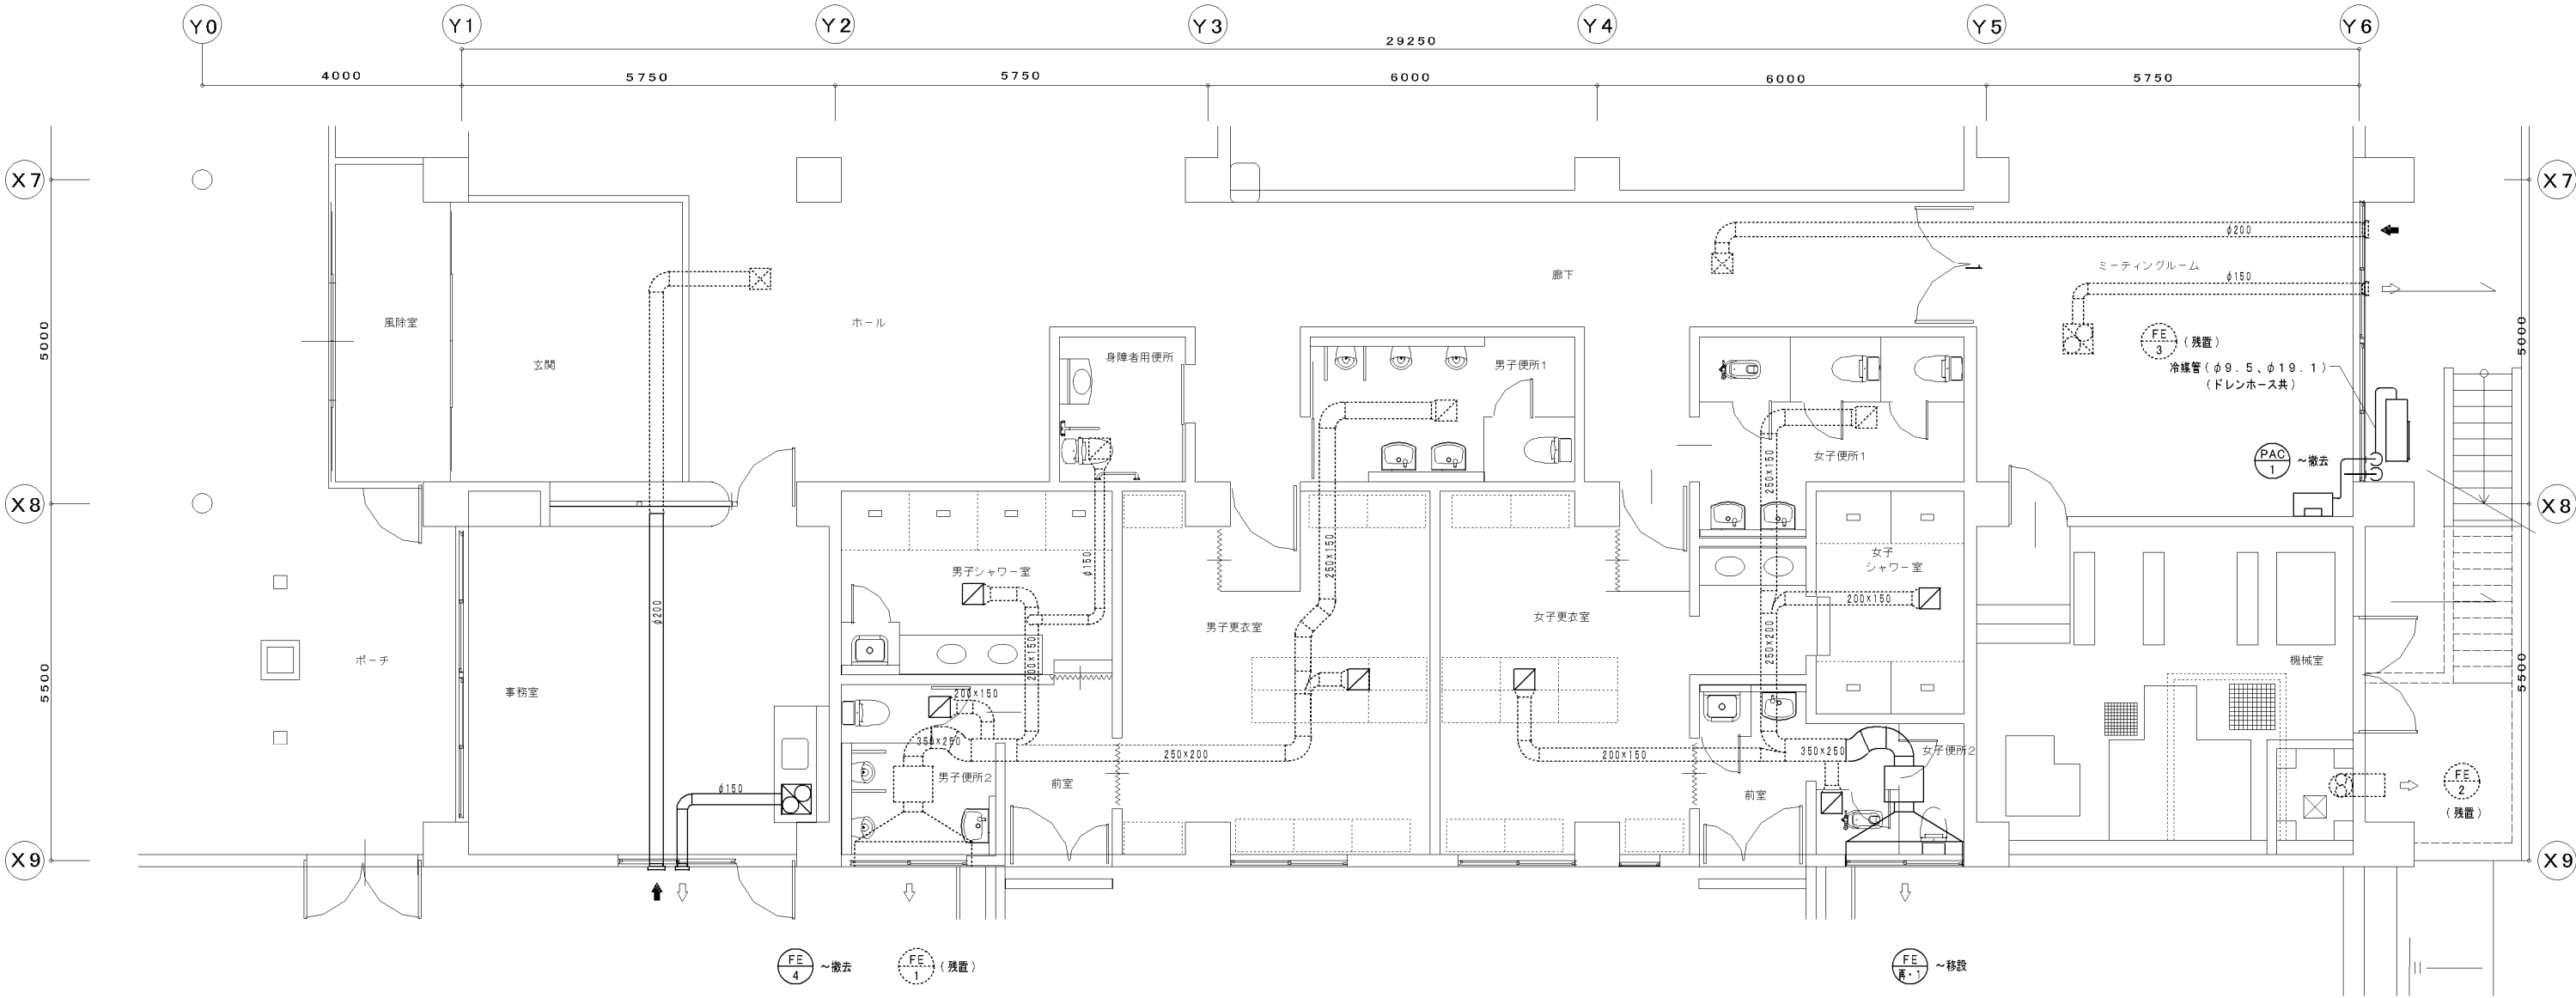 Y0
Y1
Y2
Y3
Y4
Y5
Y6
29250
4000
5750
5750
6000
6000
5750
X7
X7
φ200
ミーティングルーム
廊下
φ150
風除室
ホール
5000
5000
FE
3
(残置)
玄関
身障者用便所
男子便所1
冷媒管(φ9.5、φ19.1)
(ドレンホース共)
女子便所1
250×150
PAC
1
~撤去
X8
X8
250×150
φ150
男子シャワー室
女子
シャワー室
φ200
200×150
男子更衣室
女子更衣室
200×150
250×200
ポーチ
機械室
5500
5500
事務室
200×150
350×250
250×200
200×150
350×250
女子便所2
男子便所2
前室
前室
φ150
FE
2
(残置)
X9
X9
FE
4
~撤去
FE
1
(残置)
FE
再・1
~移設